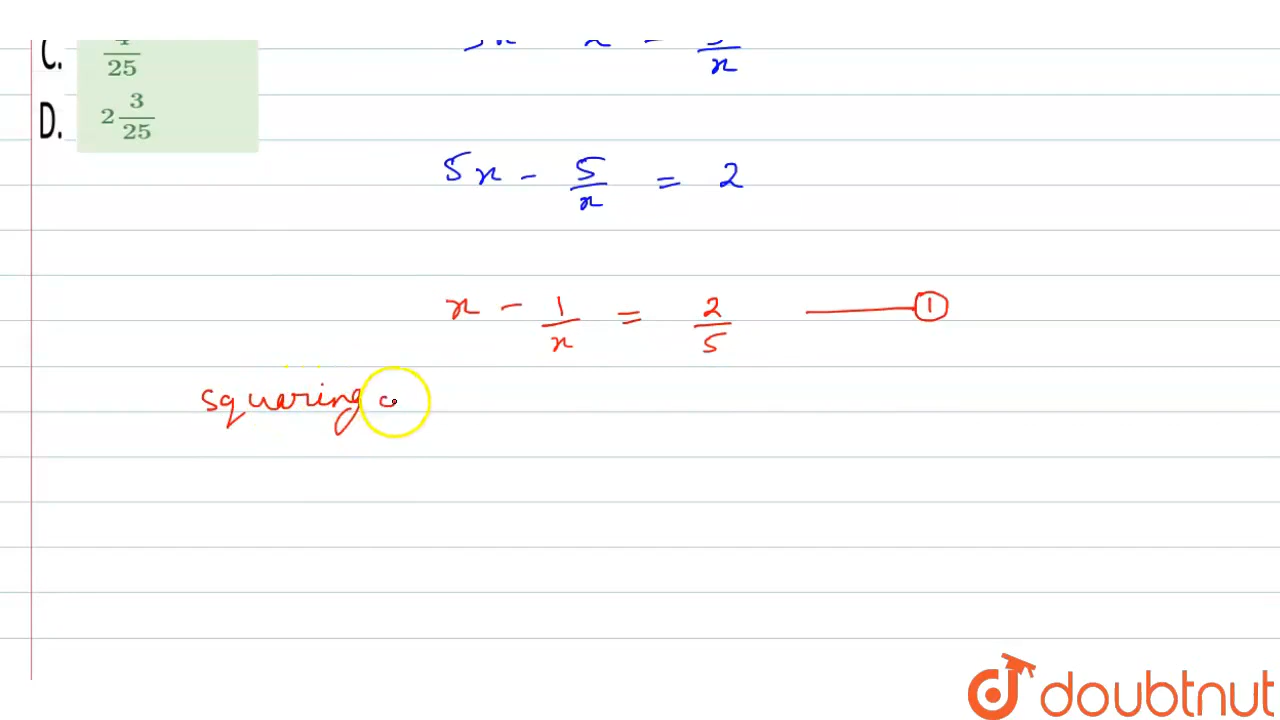 C. 4/25
D. 2 3/25
5x - 5/x = 2
x - 1/x = 2/5 ——— ①
squaring
doubtnut